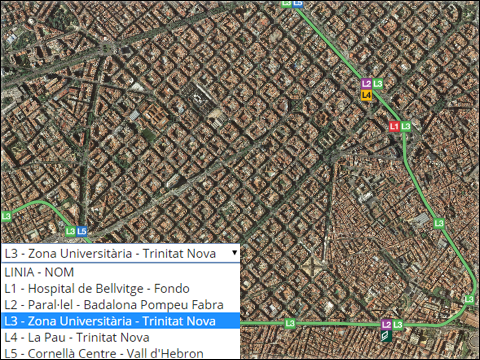 L3 L5
L2 L3
L4
L1 L3
L3
L3
L3 L5
L3 - Zona Universitària - Trinitat Nova
LINIA - NOM
L1 - Hospital de Bellvitge - Fondo
L2 - Paral·lel - Badalona Pompeu Fabra
L3 - Zona Universitària - Trinitat Nova
L4 - La Pau - Trinitat Nova
L5 - Cornellà Centre - Vall d'Hebron
L3
L3
L2 L3